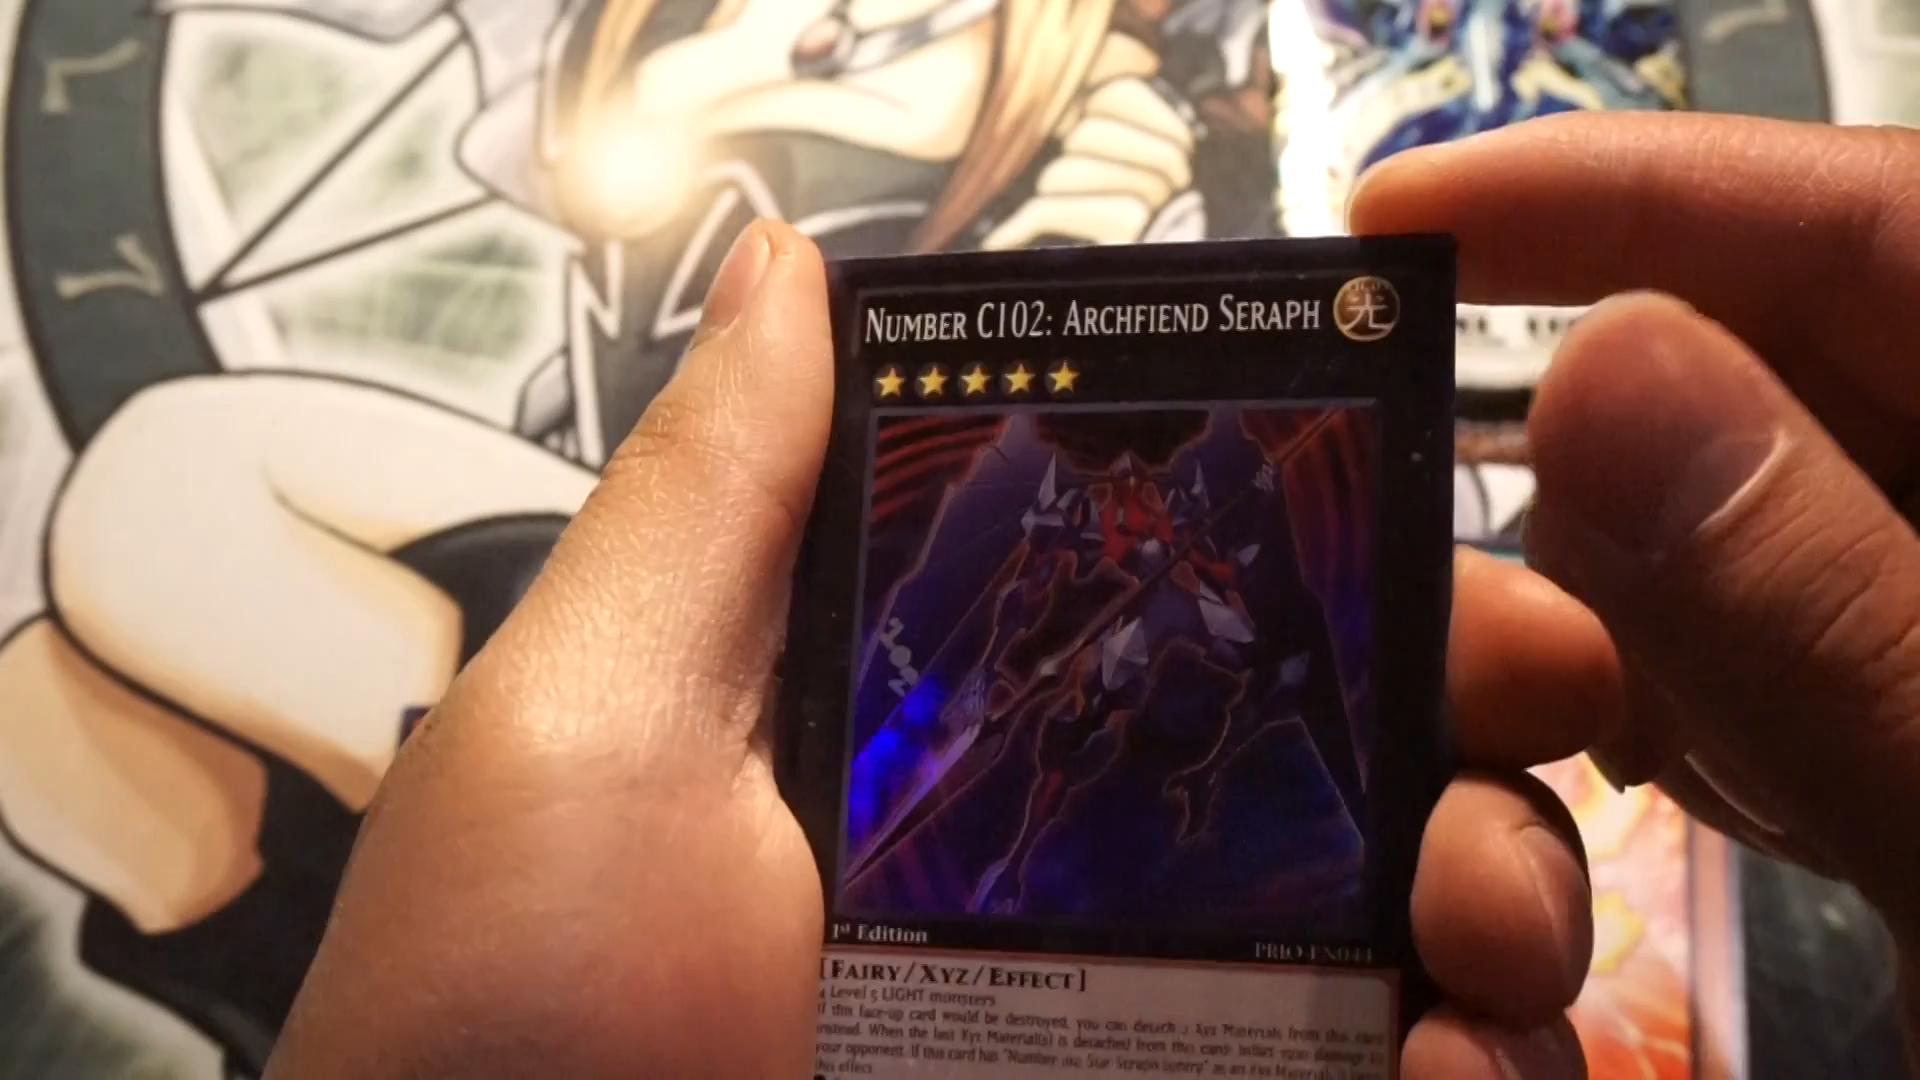 NUMBER C102: ARCHFIEND SERAPH
光
102
1st Edition
PRIO-EN044
[FAIRY/XYZ/EFFECT]
4 Level 5 LIGHT monsters
If this face-up card would be destroyed, you can detach 2 Xyz Materials from this card
instead. When the last Xyz Material(s) is detached from this card: Inflict 1500 damage to
your opponent. If this card has "Number 102: Star Seraph Sentry" as an Xyz Material, it gains
this effect.